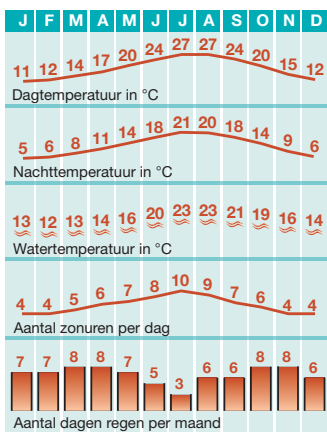 J F M A M J J A S O N D
11 12 14 17 20 24 27 27 24 20 15 12
Dagtemperatuur in °C
5 6 8 11 14 18 21 20 18 14 9 6
Nachttemperatuur in °C
13 12 13 14 16 20 23 23 21 19 16 14
Watertemperatuur in °C
4 4 5 6 7 8 10 9 7 6 4 4
Aantal zonuren per dag
7 7 8 8 7 5 3 6 6 8 8 6
Aantal dagen regen per maand